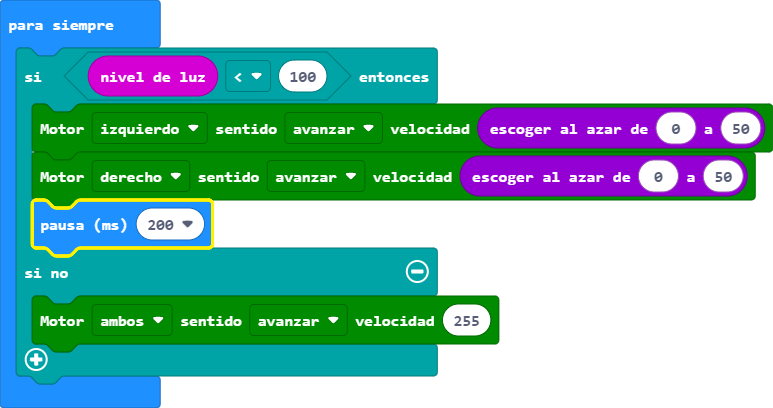 para siempre
si nivel de luz < 100 entonces
Motor izquierdo sentido avanzar velocidad escoger al azar de 0 a 50
Motor derecho sentido avanzar velocidad escoger al azar de 0 a 50
pausa (ms) 200
si no
Motor ambos sentido avanzar velocidad 255